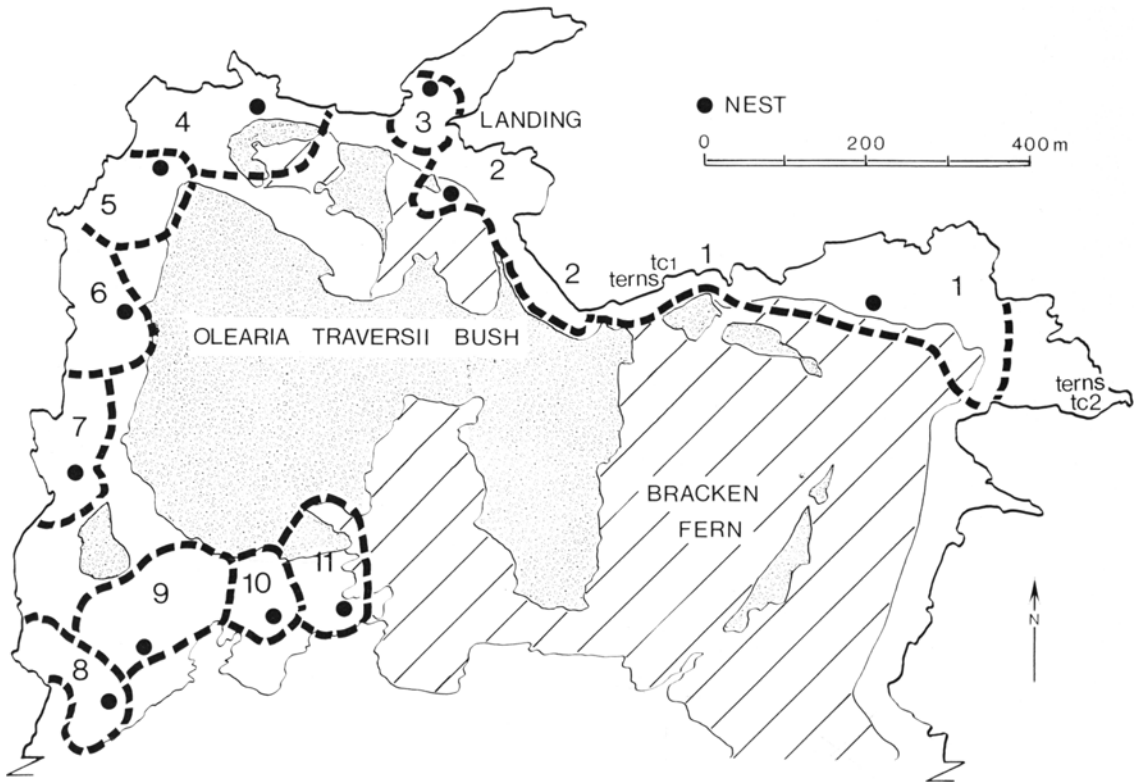 4
3
LANDING
NEST
0 200 400 m
2
5
1
2
terns tc1
1
6
OLEARIA TRAVERSII BUSH
terns
tc2
7
BRACKEN
FERN
11
10
9
N
8